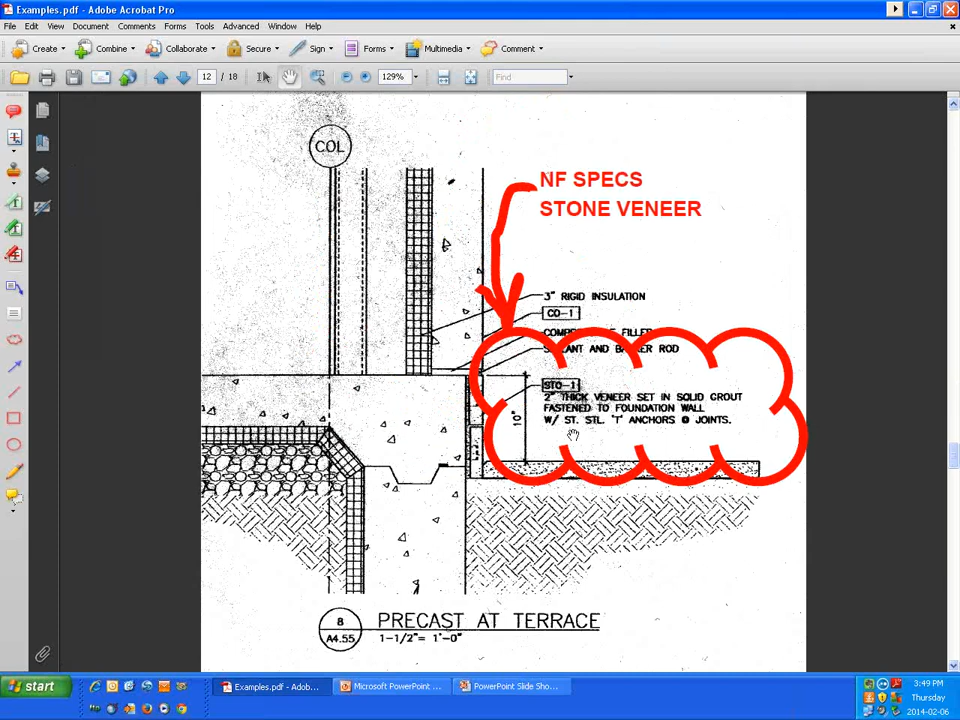 Examples.pdf - Adobe Acrobat Pro
File Edit View Document Comments Forms Tools Advanced Window Help
Create Combine Collaborate Secure Sign Forms Multimedia Comment
12 / 18 129% Find
COL
NF SPECS
STONE VENEER
3" RIGID INSULATION
CO-1
FILLER
AND ROD
STO-1
2" THICK VENEER SET IN SOLID GROUT
FASTENED TO FOUNDATION WALL
W/ ST. STL. 'T' ANCHORS @ JOINTS.
10"
8
A4.55
PRECAST AT TERRACE
1-1/2"= 1'-0"
start
Examples.pdf - Adob...
Microsoft PowerPoint ...
PowerPoint Slide Sho...
3:49 PM
Thursday
2014-02-06